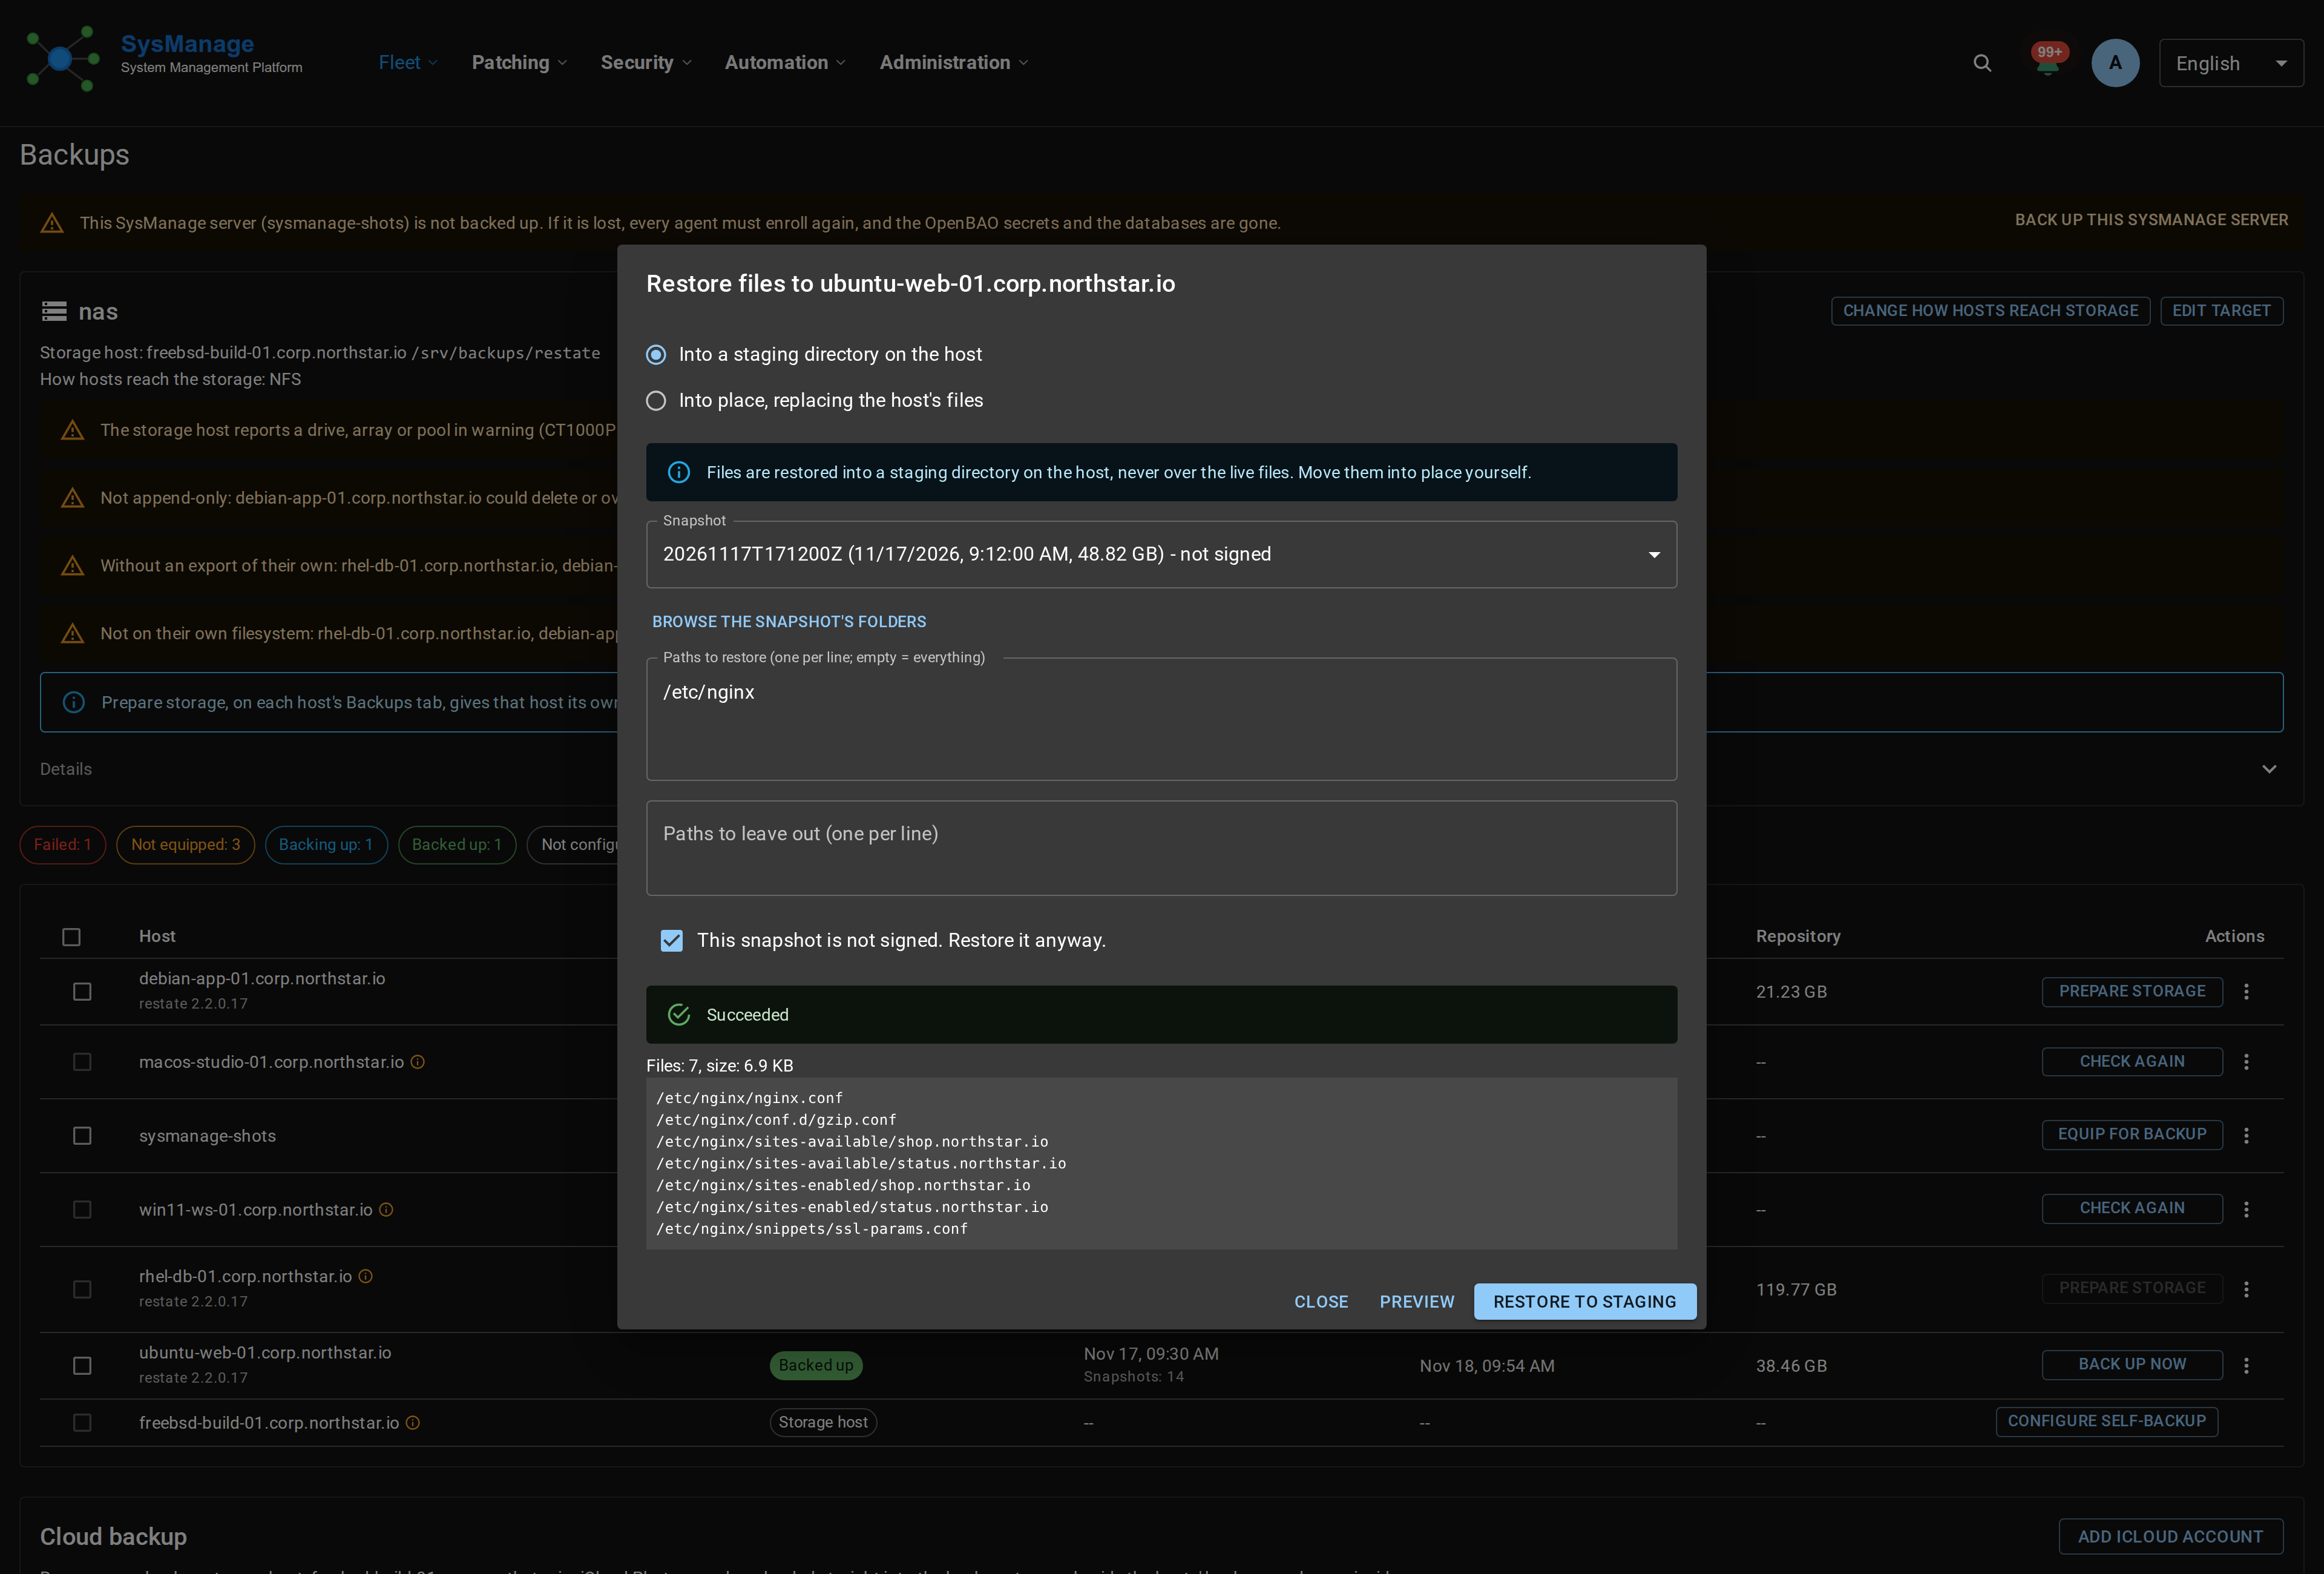 SysManage
System Management Platform
Fleet
Patching
Security
Automation
Administration
99+
A
English
Backups
This SysManage server (sysmanage-shots) is not backed up. If it is lost, every agent must enroll again, and the OpenBAO secrets and the databases are gone.
BACK UP THIS SYSMANAGE SERVER
nas
CHANGE HOW HOSTS REACH STORAGE
EDIT TARGET
Storage host: freebsd-build-01.corp.northstar.io /srv/backups/restate
How hosts reach the storage: NFS
The storage host reports a drive, array or pool in warning (CT1000P
Not append-only: debian-app-01.corp.northstar.io could delete or ov
Without an export of their own: rhel-db-01.corp.northstar.io, debian-
Not on their own filesystem: rhel-db-01.corp.northstar.io, debian-app
Prepare storage, on each host's Backups tab, gives that host its own
Details
Failed: 1
Not equipped: 3
Backing up: 1
Backed up: 1
Not configu
Restore files to ubuntu-web-01.corp.northstar.io
Into a staging directory on the host
Into place, replacing the host's files
Files are restored into a staging directory on the host, never over the live files. Move them into place yourself.
Snapshot
20261117T171200Z (11/17/2026, 9:12:00 AM, 48.82 GB) - not signed
BROWSE THE SNAPSHOT'S FOLDERS
Paths to restore (one per line; empty = everything)
/etc/nginx
Paths to leave out (one per line)
This snapshot is not signed. Restore it anyway.
Succeeded
Files: 7, size: 6.9 KB
/etc/nginx/nginx.conf
/etc/nginx/conf.d/gzip.conf
/etc/nginx/sites-available/shop.northstar.io
/etc/nginx/sites-available/status.northstar.io
/etc/nginx/sites-enabled/shop.northstar.io
/etc/nginx/sites-enabled/status.northstar.io
/etc/nginx/snippets/ssl-params.conf
CLOSE
PREVIEW
RESTORE TO STAGING
Host
Repository
Actions
debian-app-01.corp.northstar.io
restate 2.2.0.17
21.23 GB
PREPARE STORAGE
macos-studio-01.corp.northstar.io
--
CHECK AGAIN
sysmanage-shots
--
EQUIP FOR BACKUP
win11-ws-01.corp.northstar.io
--
CHECK AGAIN
rhel-db-01.corp.northstar.io
restate 2.2.0.17
119.77 GB
PREPARE STORAGE
ubuntu-web-01.corp.northstar.io
restate 2.2.0.17
Backed up
Nov 17, 09:30 AM
Snapshots: 14
Nov 18, 09:54 AM
38.46 GB
BACK UP NOW
freebsd-build-01.corp.northstar.io
Storage host
--
--
--
CONFIGURE SELF-BACKUP
Cloud backup
ADD ICLOUD ACCOUNT